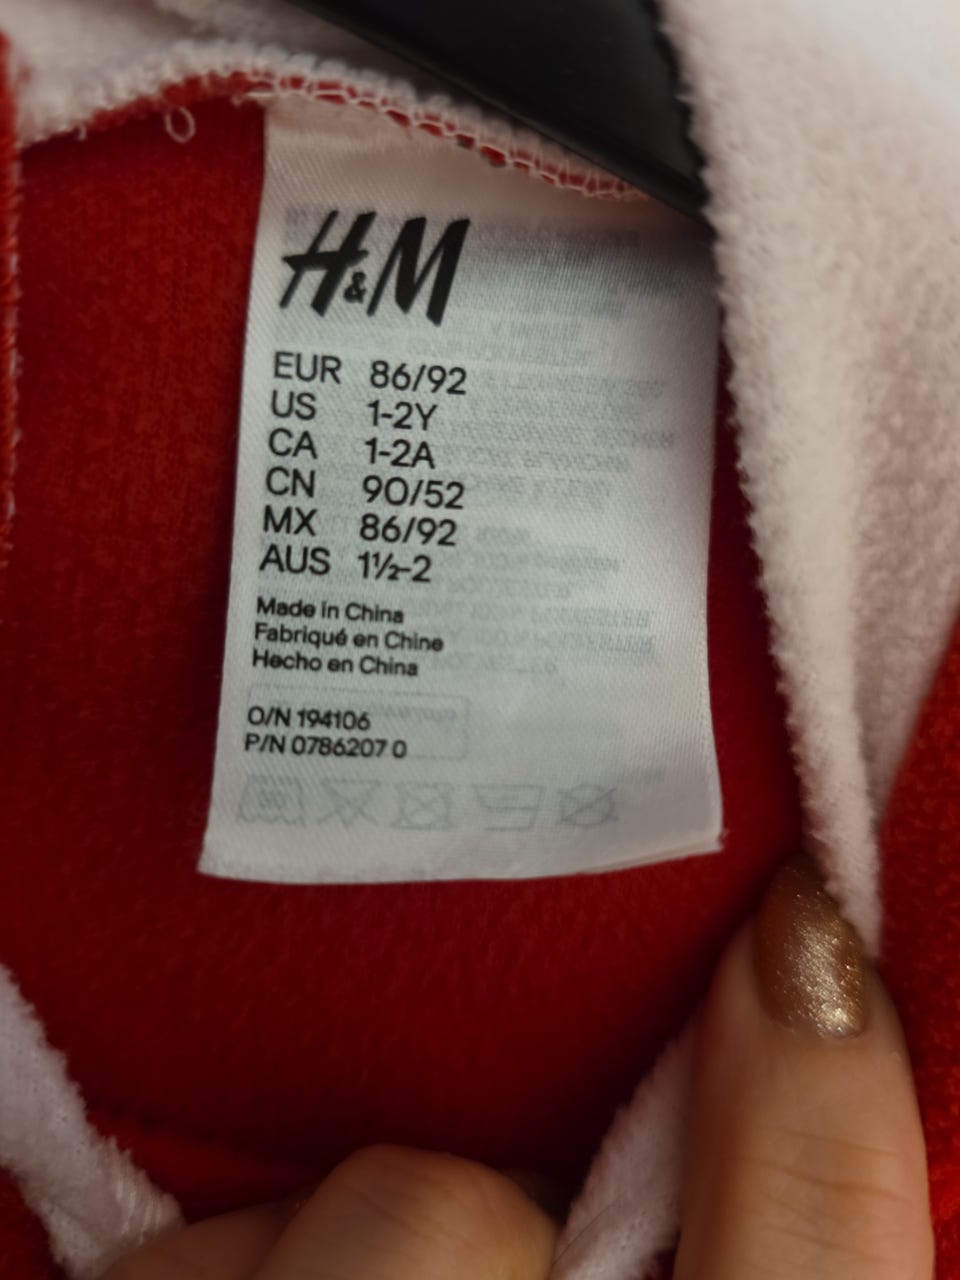 H&M
EUR 86/92
US 1-2Y
CA 1-2A
CN 90/52
MX 86/92
AUS 1½-2
Made in China
Fabriqué en Chine
Hecho en China
O/N 194106
P/N 0786207 0